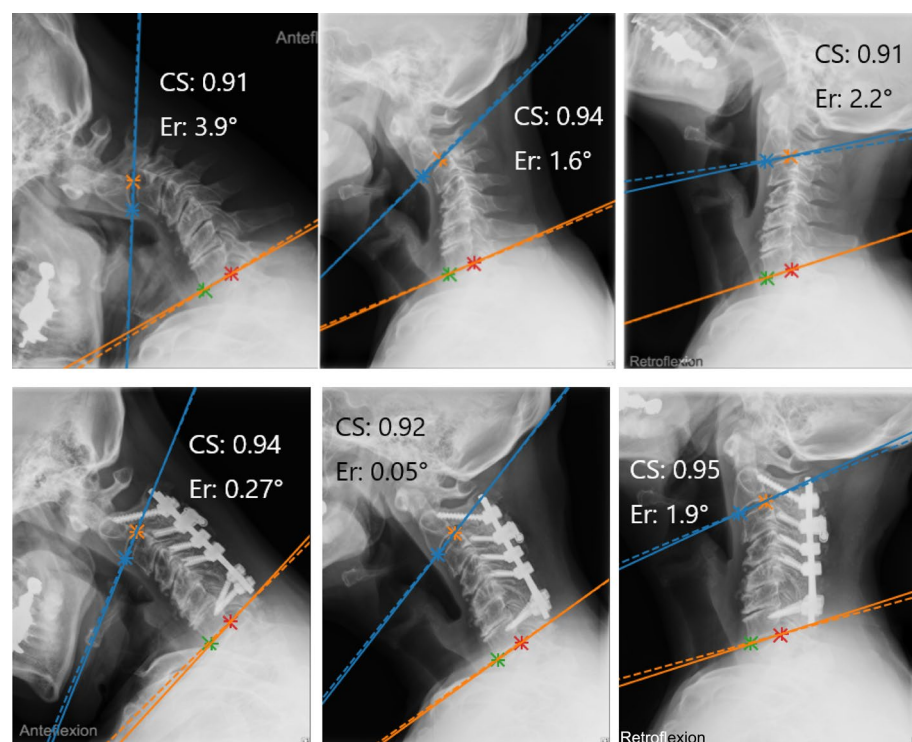 Anteflexion
CS: 0.91
Er: 3.9°
CS: 0.94
Er: 1.6°
CS: 0.91
Er: 2.2°
Retroflexion
CS: 0.94
Er: 0.27°
Anteflexion
CS: 0.92
Er: 0.05°
CS: 0.95
Er: 1.9°
Retroflexion